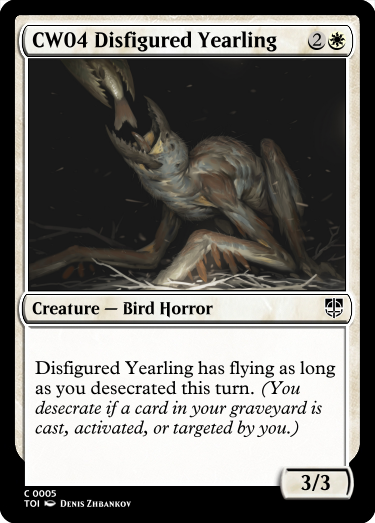 CW04 Disfigured Yearling 2
Creature — Bird Horror
Disfigured Yearling has flying as long
as you desecrated this turn. (You
desecrate if a card in your graveyard is
cast, activated, or targeted by you.)
3/3
C 0005
TOI Denis Zhbankov